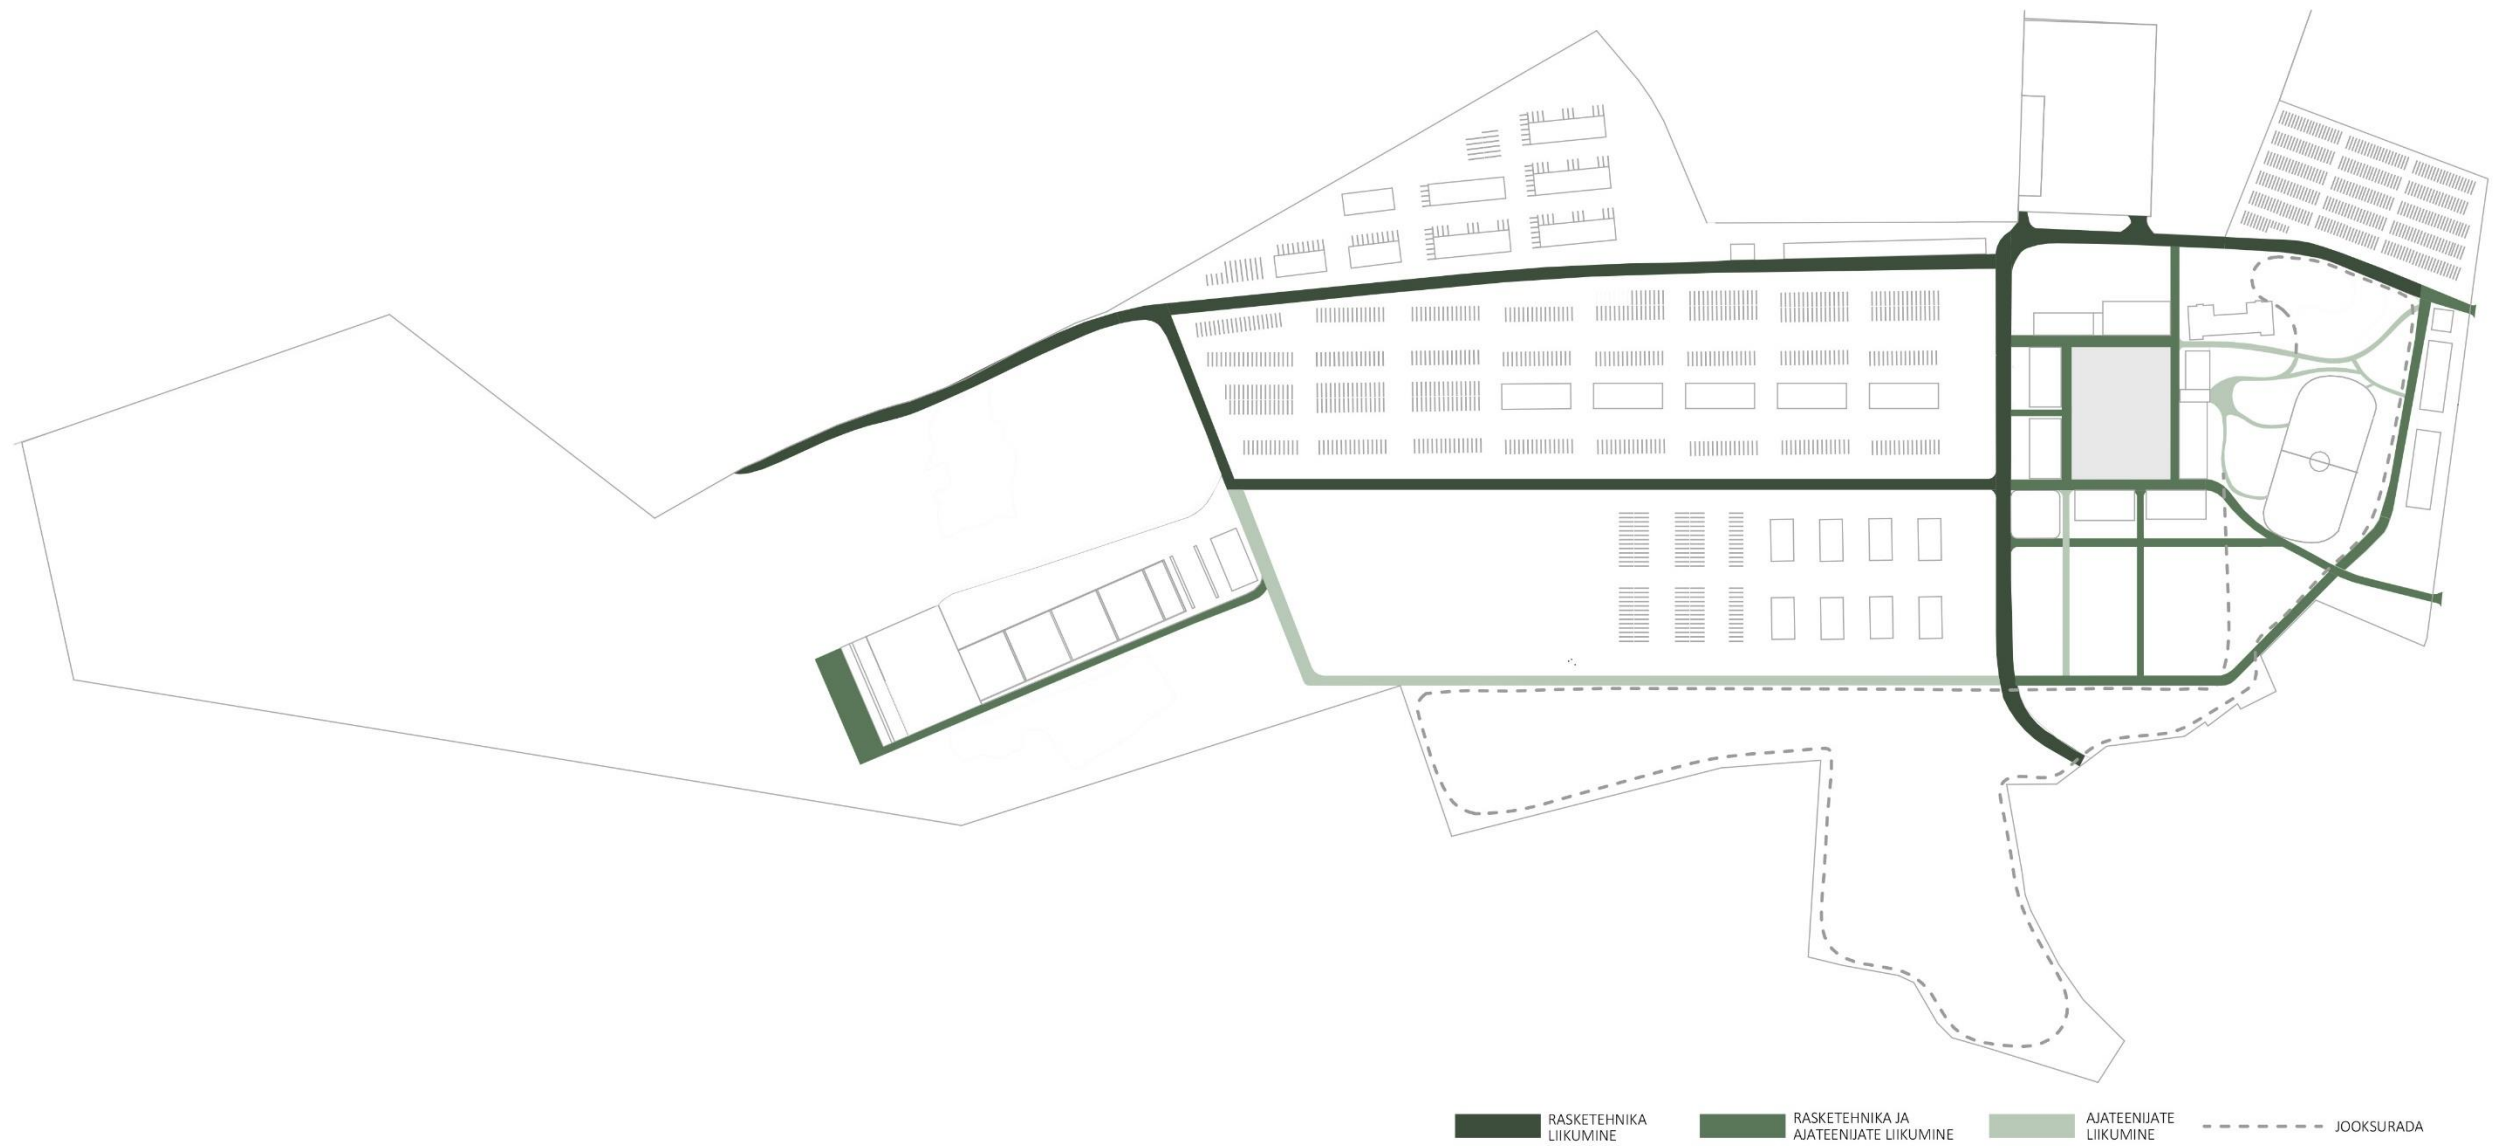 RASKETEHNIKA
LIIKUMINE
RASKETEHNIKA JA
AJATEENIJATE LIIKUMINE
AJATEENIJATE
LIIKUMINE
JOOKSURADA